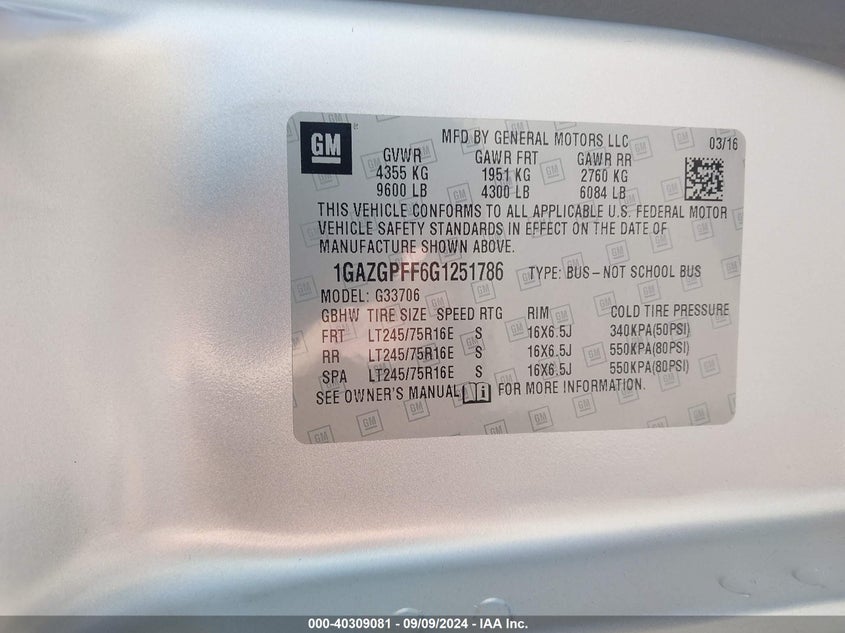 GM
MFD BY GENERAL MOTORS LLC 03/16
GVWR GAWR FRT GAWR RR
4355 KG 1951 KG 2760 KG
9600 LB 4300 LB 6084 LB
THIS VEHICLE CONFORMS TO ALL APPLICABLE U.S. FEDERAL MOTOR
VEHICLE SAFETY STANDARDS IN EFFECT ON THE DATE OF
MANUFACTURE SHOWN ABOVE.
1GAZGPFF6G1251786 TYPE: BUS-NOT SCHOOL BUS
MODEL: G33706
GBHW TIRE SIZE SPEED RTG RIM COLD TIRE PRESSURE
FRT LT245/75R16E S 16X6.5J 340KPA(50PSI)
RR LT245/75R16E S 16X6.5J 550KPA(80PSI)
SPA LT245/75R16E S 16X6.5J 550KPA(80PSI)
SEE OWNER'S MANUAL FOR MORE INFORMATION.
000-40309081 - 09/09/2024 - IAA Inc.